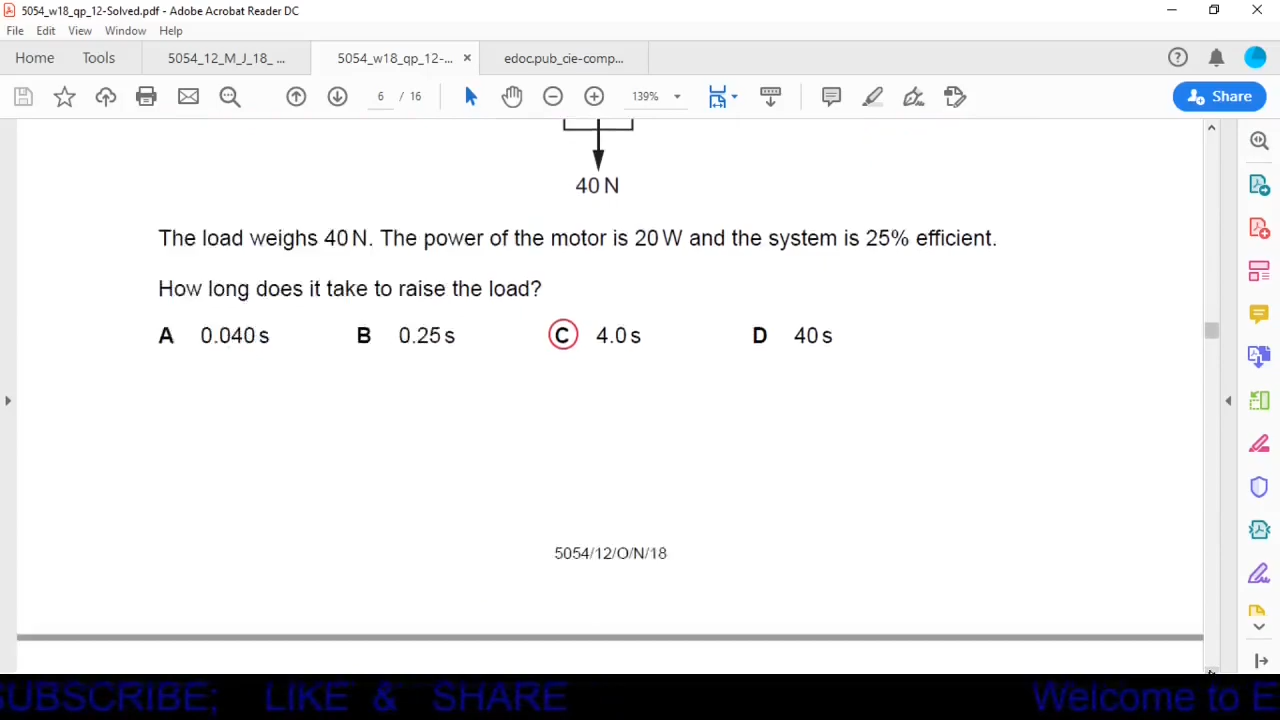 5054_w18_qp_12-Solved.pdf - Adobe Acrobat Reader DC
File Edit View Window Help
Home Tools 5054_12_M_J_18_ ... 5054_w18_qp_12-... × edoc.pub_cie-comp...
6 / 16 139% Share
40 N
The load weighs 40 N. The power of the motor is 20 W and the system is 25% efficient.
How long does it take to raise the load?
A 0.040 s B 0.25 s C 4.0 s D 40 s
5054/12/O/N/18
SUBSCRIBE; LIKE & SHARE Welcome to E